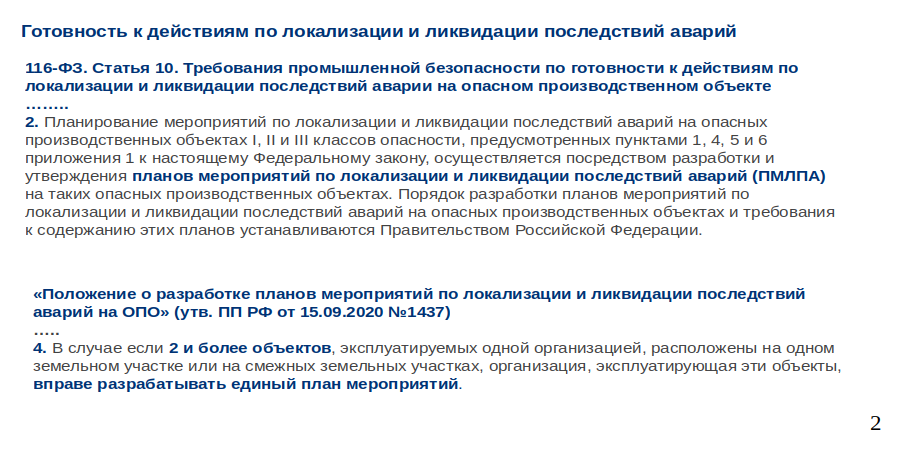 Готовность к действиям по локализации и ликвидации последствий аварий
116-ФЗ. Статья 10. Требования промышленной безопасности по готовности к действиям по
локализации и ликвидации последствий аварии на опасном производственном объекте
……..
2. Планирование мероприятий по локализации и ликвидации последствий аварий на опасных
производственных объектах I, II и III классов опасности, предусмотренных пунктами 1, 4, 5 и 6
приложения 1 к настоящему Федеральному закону, осуществляется посредством разработки и
утверждения планов мероприятий по локализации и ликвидации последствий аварий (ПМЛПА)
на таких опасных производственных объектах. Порядок разработки планов мероприятий по
локализации и ликвидации последствий аварий на опасных производственных объектах и требования
к содержанию этих планов устанавливаются Правительством Российской Федерации.
«Положение о разработке планов мероприятий по локализации и ликвидации последствий
аварий на ОПО» (утв. ПП РФ от 15.09.2020 №1437)
…..
4. В случае если 2 и более объектов, эксплуатируемых одной организацией, расположены на одном
земельном участке или на смежных земельных участках, организация, эксплуатирующая эти объекты,
вправе разрабатывать единый план мероприятий.
2